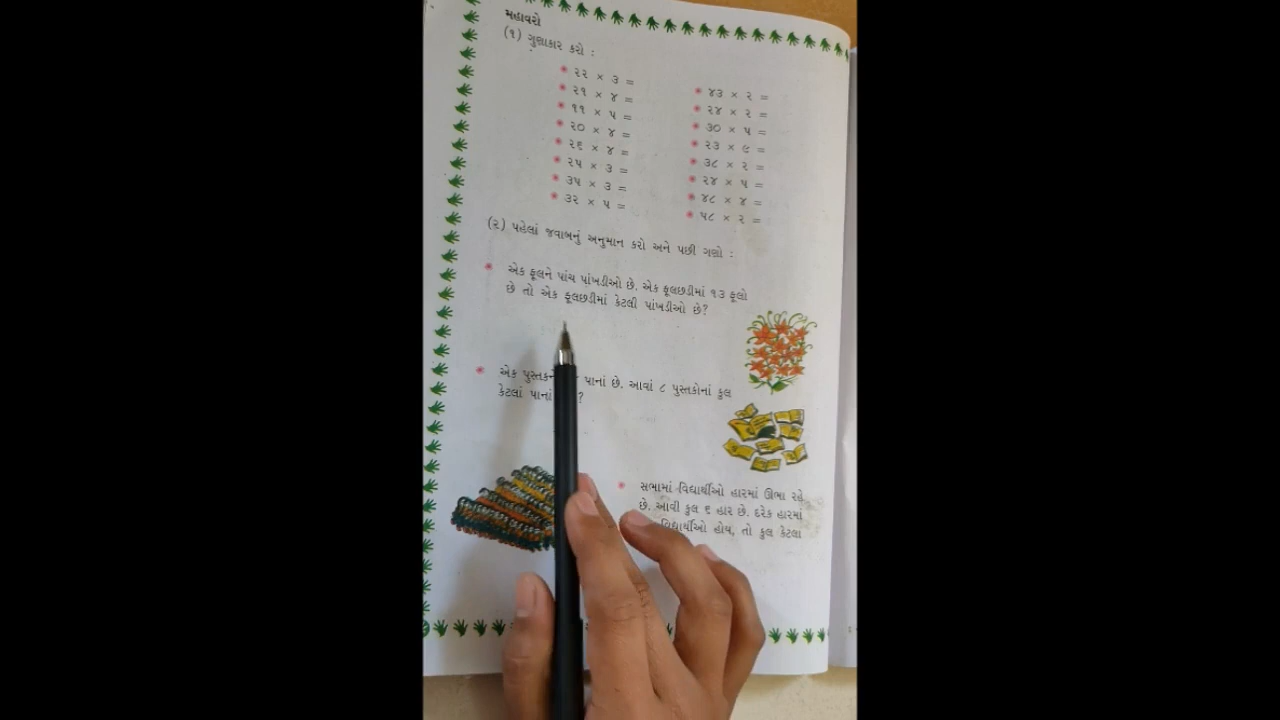 મહાવરો
(૧) ગુણાકાર કરો :
૨૨ × ૩ =
૨૧ × ૪ =
૧૧ × ૫ =
૨૦ × ૪ =
૨૬ × ૪ =
૨૫ × ૩ =
૩૫ × ૩ =
૩૨ × ૫ =
૪૩ × ૨ =
૨૪ × ૨ =
૩૦ × ૫ =
૨૩ × ૯ =
૩૮ × ૨ =
૨૪ × ૫ =
૪૮ × ૪ =
૫૮ × ૨ =
(૨) પહેલાં જવાબનું અનુમાન કરો અને પછી ગણો :
એક ફૂલને પાંચ પાંખડીઓ છે. એક ફૂલછડીમાં ૧૩ ફૂલો
છે તો એક ફૂલછડીમાં કેટલી પાંખડીઓ છે?
એક પાનાં છે. આવાં ૮ પુસ્તકોનાં કુલ
કેટલાં પાનાં ?
સભામાં વિદ્યાર્થીઓ હારમાં ઊભા રહે
છે. આવી કુલ ૬ હાર છે. દરેક હારમાં
વિદ્યાર્થીઓ હોય, તો કુલ કેટલા